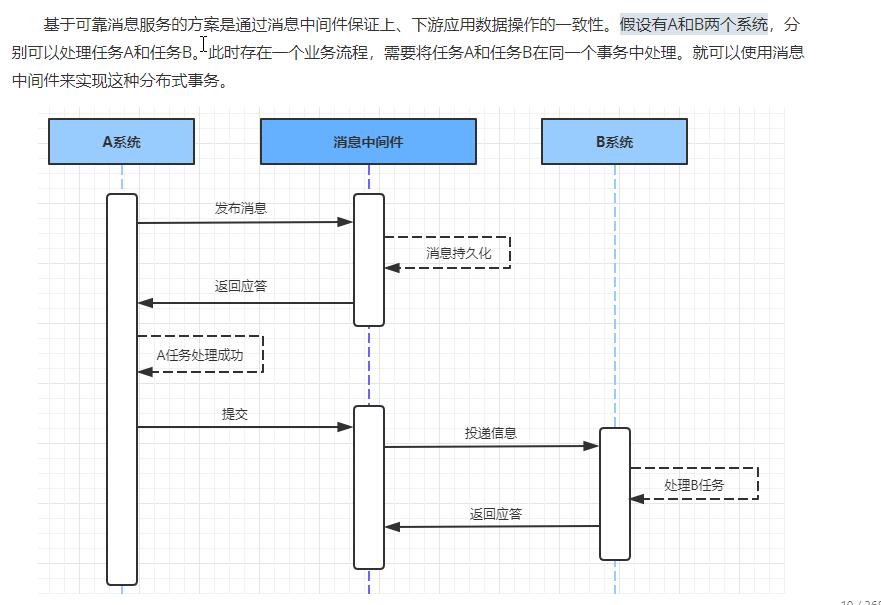 基于可靠消息服务的方案是通过消息中间件保证上、下游应用数据操作的一致性。假设有A和B两个系统，分
别可以处理任务A和任务B。此时存在一个业务流程，需要将任务A和任务B在同一个事务中处理。就可以使用消息
中间件来实现这种分布式事务。
A系统
消息中间件
B系统
发布消息
消息持久化
返回应答
A任务处理成功
提交
投递信息
处理B任务
返回应答